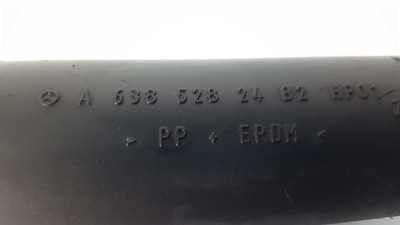 A 638 528 24 82
> PP + EPDM <